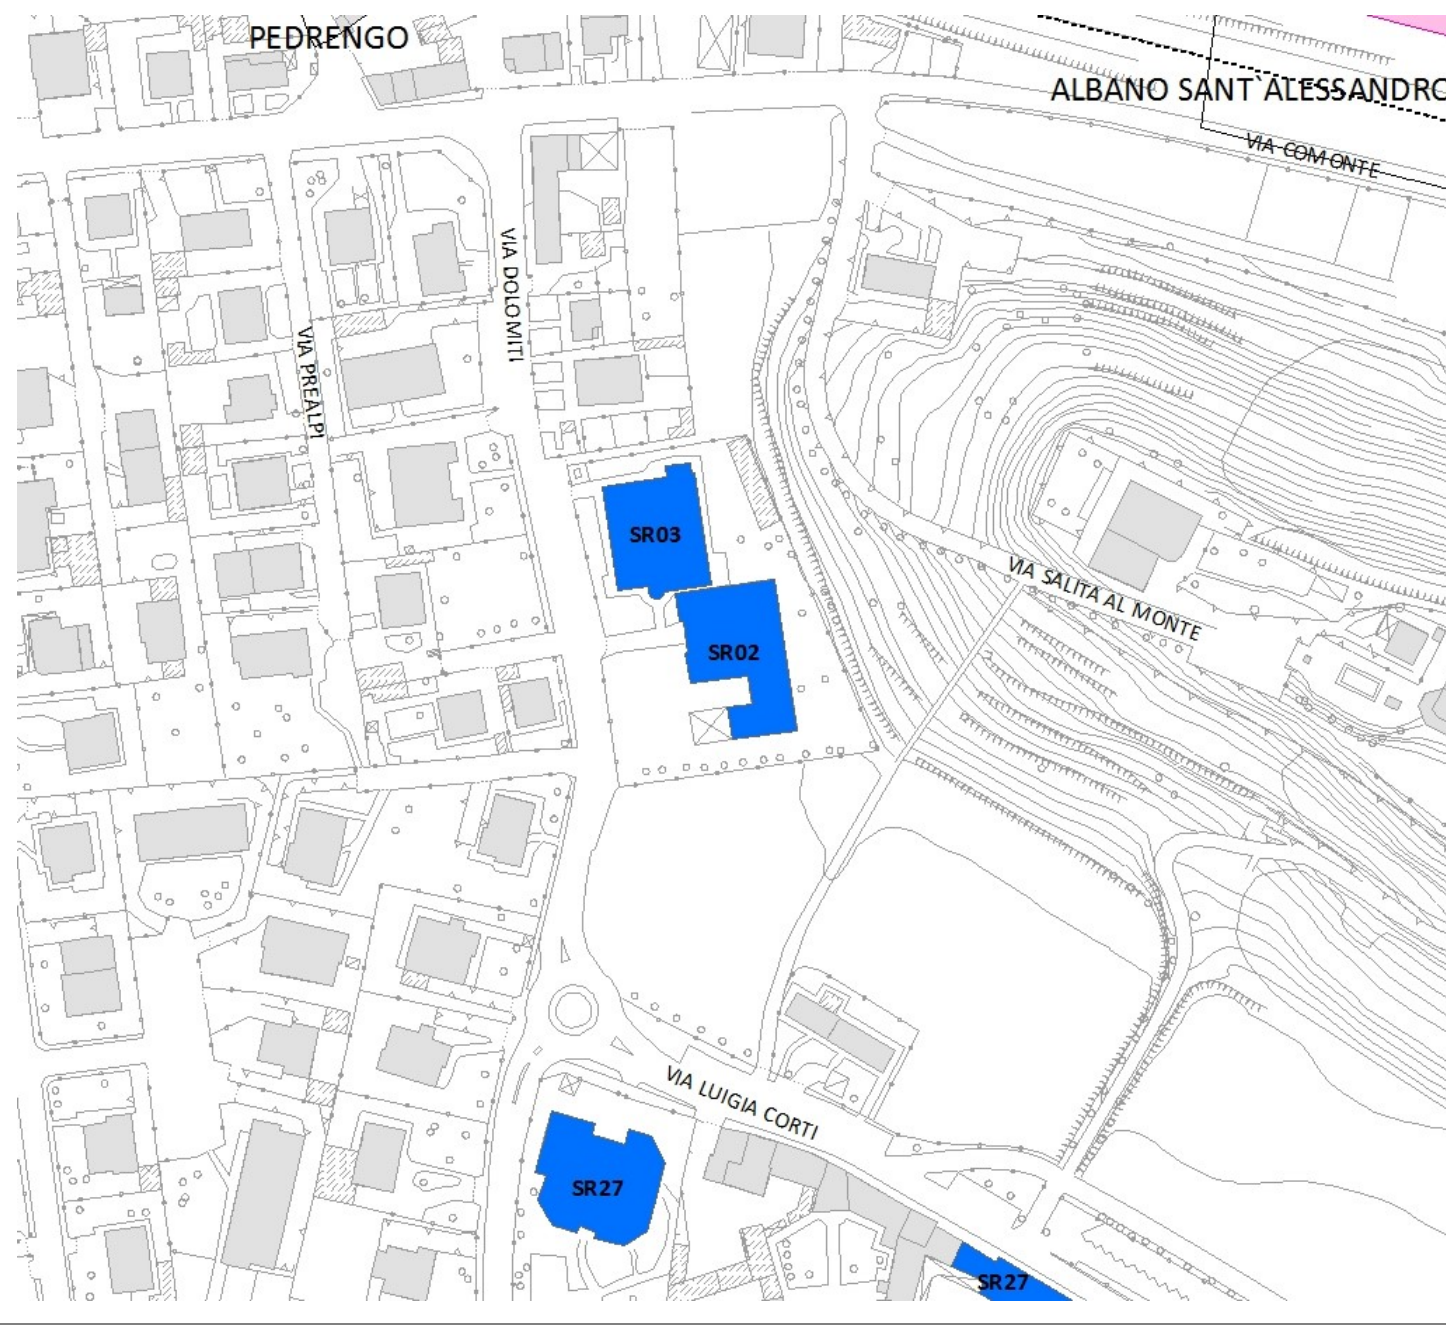 PEDRENGO
ALBANO SANT`ALESSANDRO
VIA COMONTE
VIA DOLOMITI
VIA PREALPI
SR03
VIA SALITA AL MONTE
SR02
VIA LUIGIA CORTI
SR27
SR27